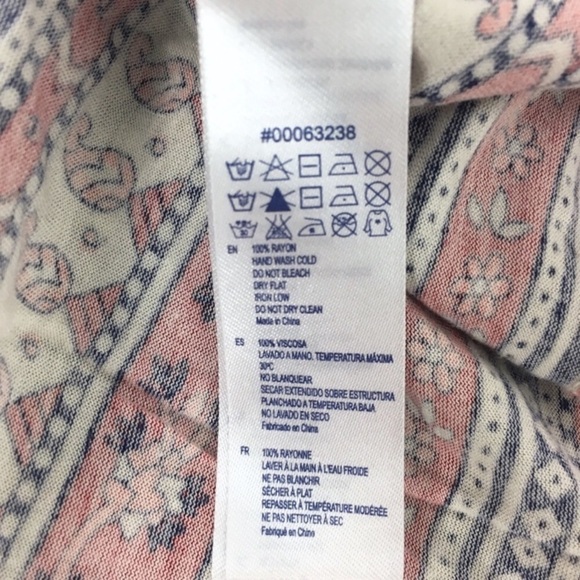 #00063238
EN 100% RAYON
HAND WASH COLD
DO NOT BLEACH
DRY FLAT
IRON LOW
DO NOT DRY CLEAN
Made in China
ES 100% VISCOSA
LAVADO A MANO. TEMPERATURA MÁXIMA
30ºC
NO BLANQUEAR
SECAR EXTENDIDO SOBRE ESTRUCTURA
PLANCHADO A TEMPERATURA BAJA
NO LAVADO EN SECO
Fabricado en China
FR 100% RAYONNE
LAVER À LA MAIN À L'EAU FROIDE
NE PAS BLANCHIR
SÉCHER À PLAT
REPASSER À TEMPÉRATURE MODÉRÉE
NE PAS NETTOYER À SEC
Fabriqué en China